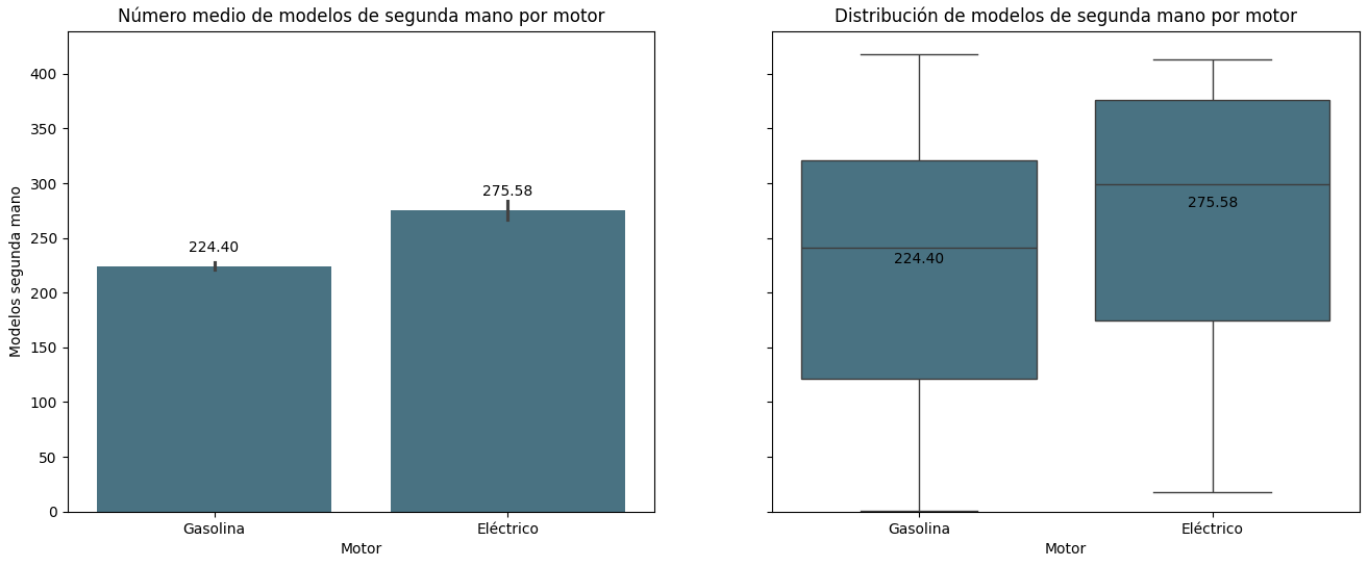 Número medio de modelos de segunda mano por motor
Modelos segunda mano
400
350
300
250
200
150
100
50
0
224.40
275.58
Gasolina
Eléctrico
Motor
Distribución de modelos de segunda mano por motor
224.40
275.58
Gasolina
Eléctrico
Motor